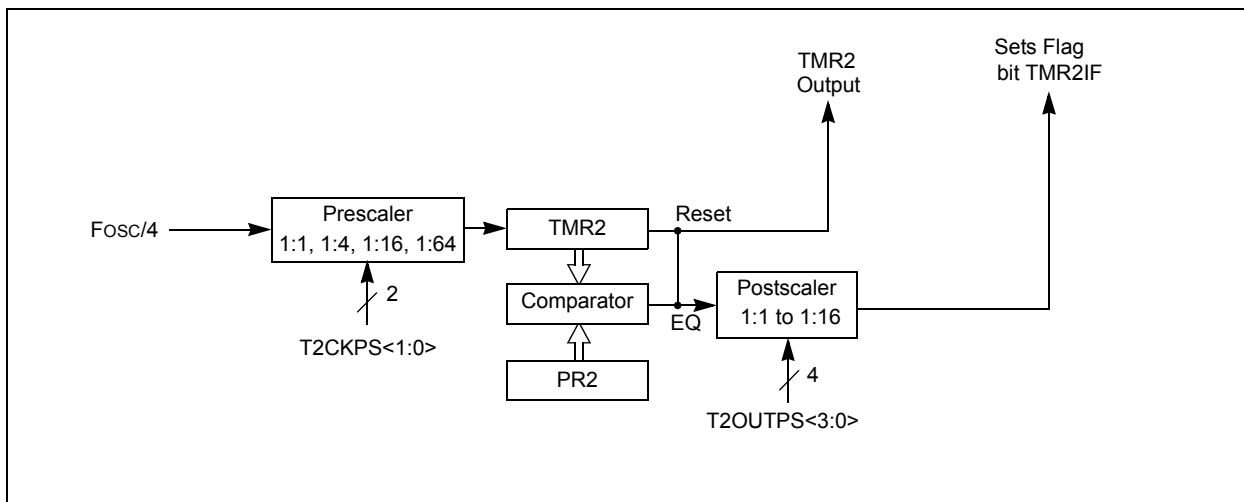 TMR2
Output
Sets Flag
bit TMR2IF
FOSC/4
Prescaler
1:1, 1:4, 1:16, 1:64
2
T2CKPS<1:0>
TMR2
Reset
Comparator
EQ
PR2
Postscaler
1:1 to 1:16
4
T2OUTPS<3:0>